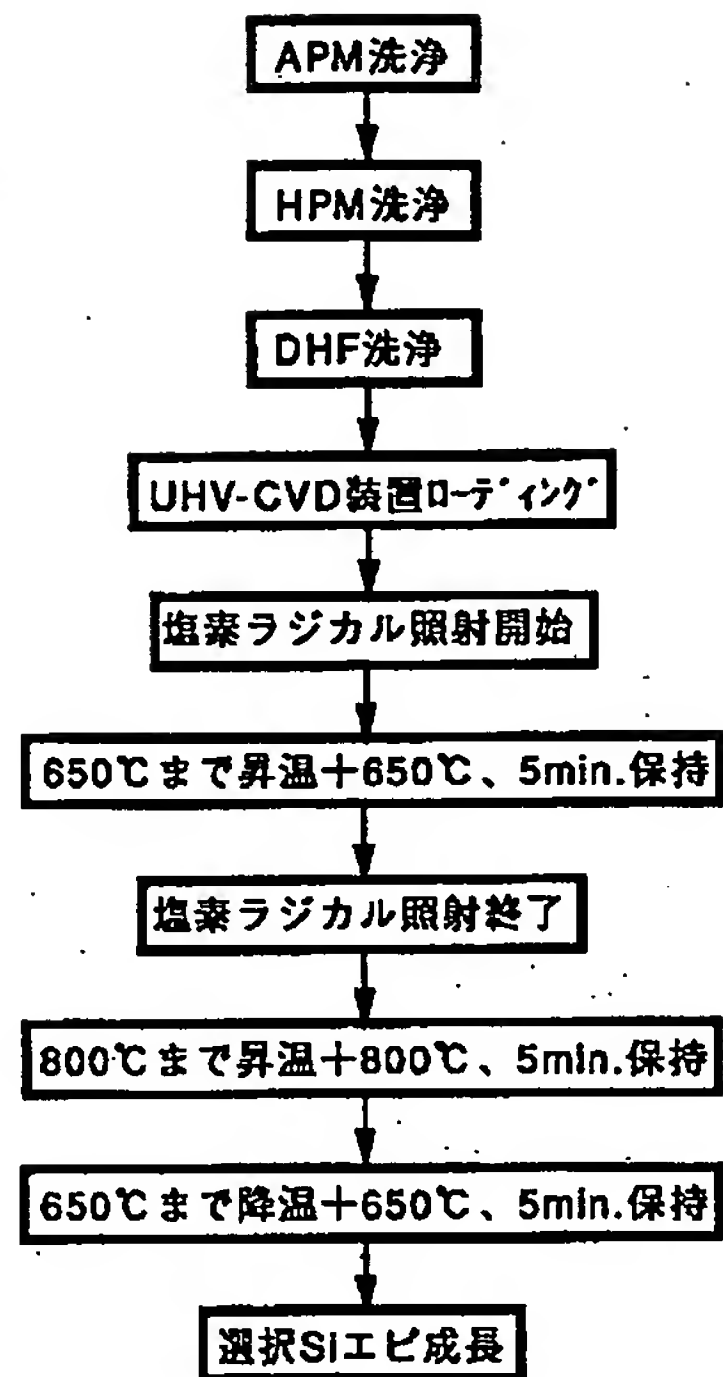 APM洗浄
HPM洗浄
DHF洗浄
UHV-CVD装置ﾛｰﾃﾞｨﾝｸﾞ
塩素ラジカル照射開始
650℃まで昇温＋650℃、5min.保持
塩素ラジカル照射終了
800℃まで昇温＋800℃、5min.保持
650℃まで降温＋650℃、5min.保持
選択Siエピ成長